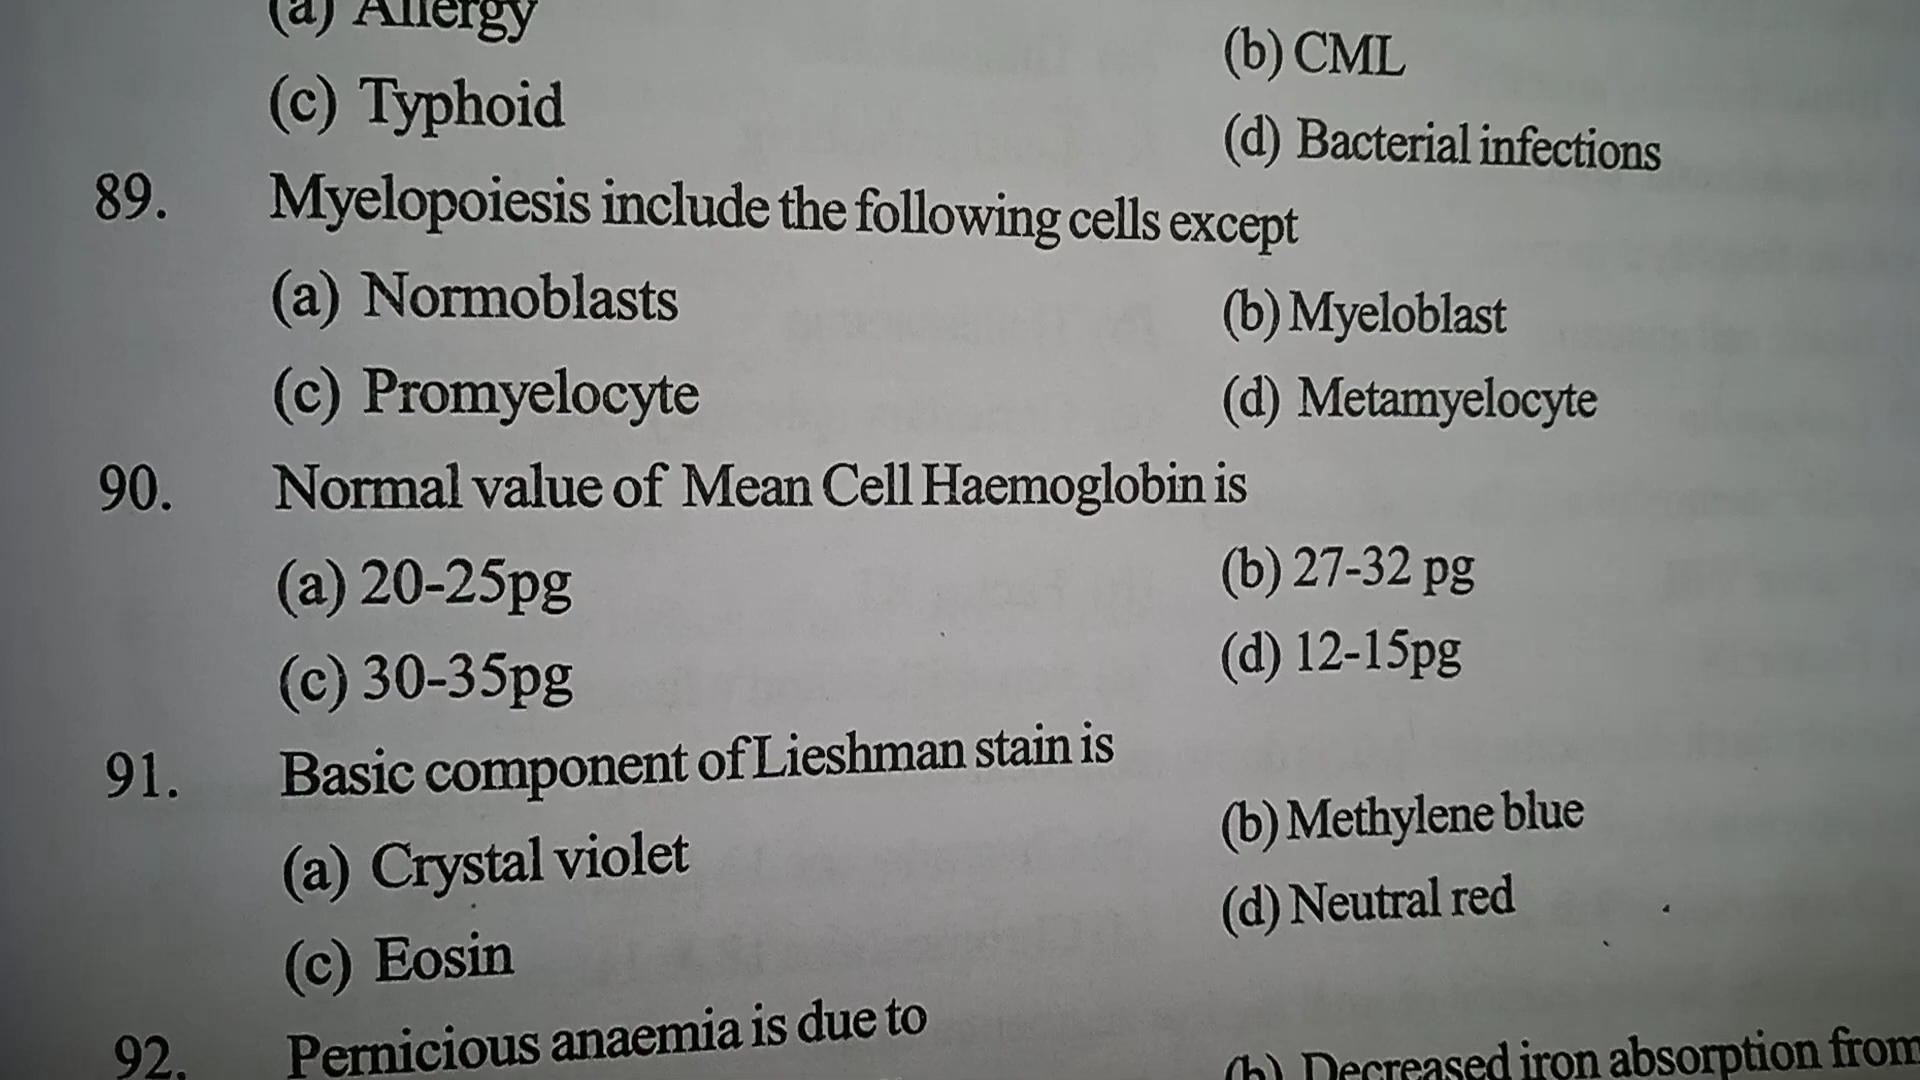 (a) Allergy
(b) CML
(c) Typhoid
(d) Bacterial infections
89. Myelopoiesis include the following cells except
(a) Normoblasts
(b) Myeloblast
(c) Promyelocyte
(d) Metamyelocyte
90. Normal value of Mean Cell Haemoglobin is
(a) 20-25pg
(b) 27-32 pg
(c) 30-35pg
(d) 12-15pg
91. Basic component of Lieshman stain is
(a) Crystal violet
(b) Methylene blue
(c) Eosin
(d) Neutral red
92. Pernicious anaemia is due to
(b) Decreased iron absorption from